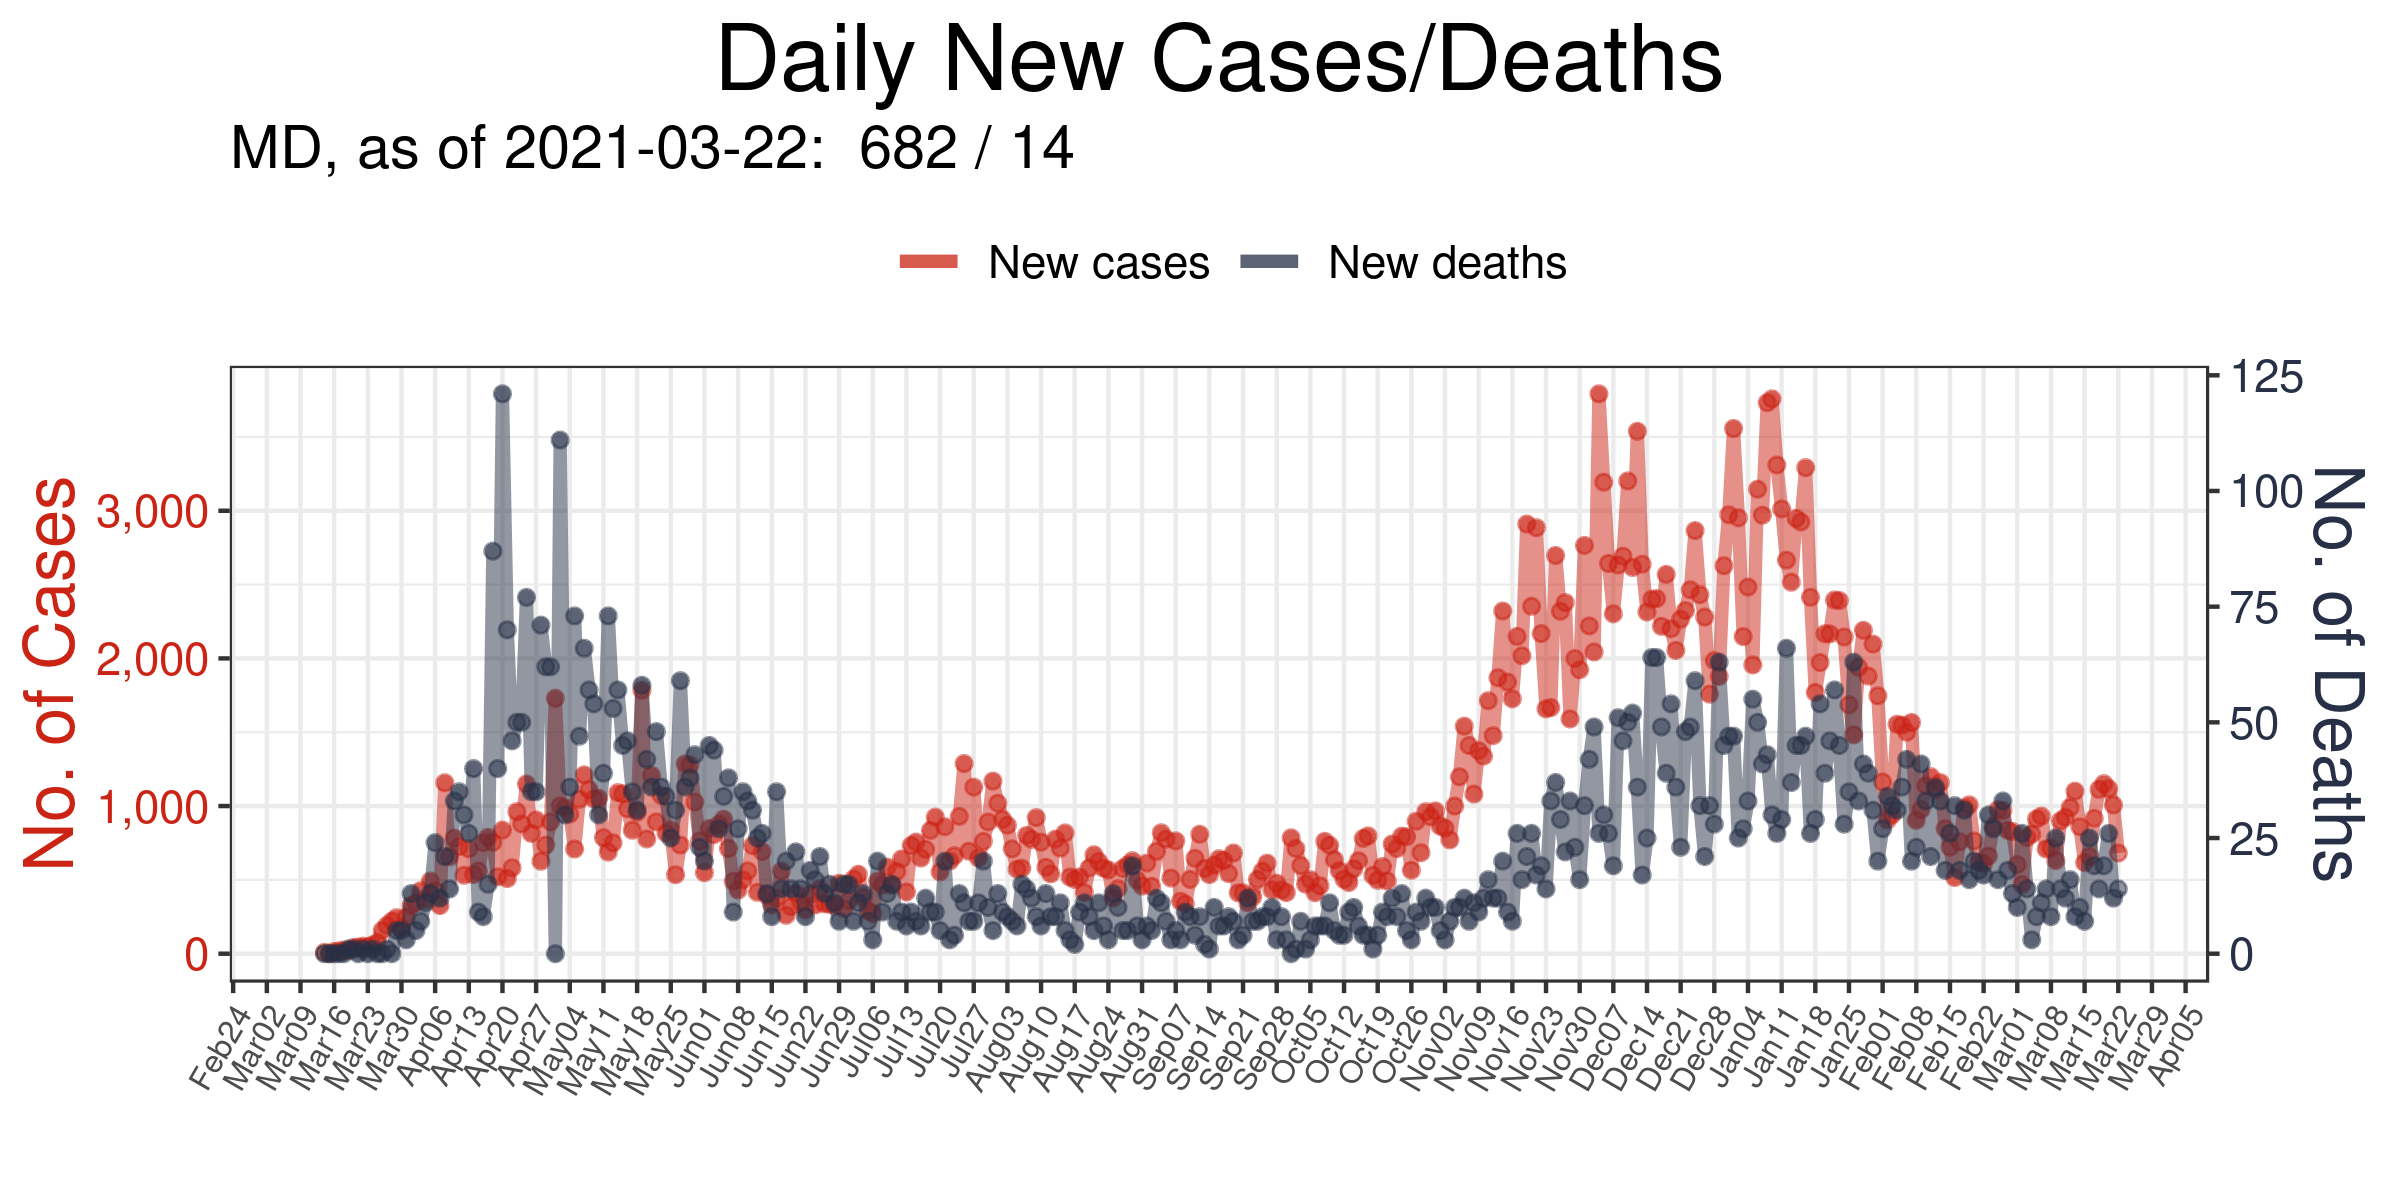 Daily New Cases/Deaths
MD, as of 2021-03-22: 682 / 14
New cases
New deaths
No. of Cases
3,000
2,000
1,000
0
125
100
75
50
25
0
No. of Deaths
Feb24
Mar02
Mar09
Mar16
Mar23
Mar30
Apr06
Apr13
Apr20
Apr27
May04
May11
May18
May25
Jun01
Jun08
Jun15
Jun22
Jun29
Jul06
Jul13
Jul20
Jul27
Aug03
Aug10
Aug17
Aug24
Aug31
Sep07
Sep14
Sep21
Sep28
Oct05
Oct12
Oct19
Oct26
Nov02
Nov09
Nov16
Nov23
Nov30
Dec07
Dec14
Dec21
Dec28
Jan04
Jan11
Jan18
Jan25
Feb01
Feb08
Feb15
Feb22
Mar01
Mar08
Mar15
Mar22
Mar29
Apr05